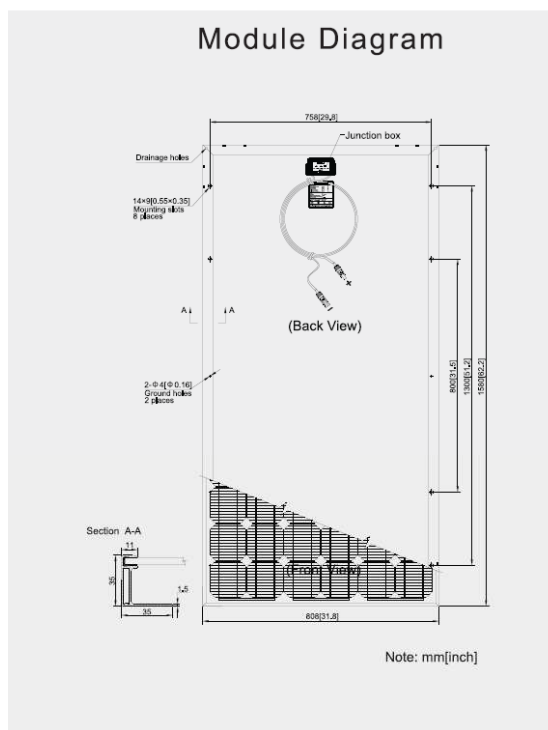 Module Diagram
758[29.8]
Junction box
Drainage holes
14×9[0.55×0.35]
Mounting slots
8 places
A A
(Back View)
2-Φ4[Φ0.16]
Ground holes
2 places
800[31.5]
1300[51.2]
1580[62.2]
Section A-A
11
35
1.5
35
(Front View)
808[31.8]
Note: mm[inch]